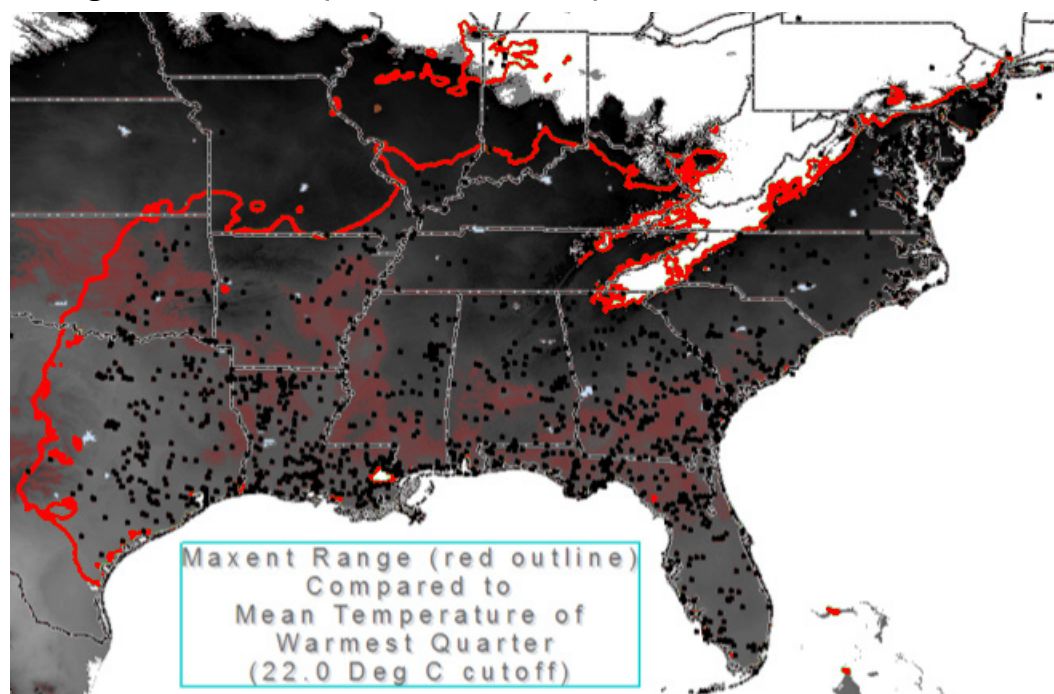 Maxent Range (red outline)
Compared to
Mean Temperature of
Warmest Quarter
(22.0 Deg C cutoff)